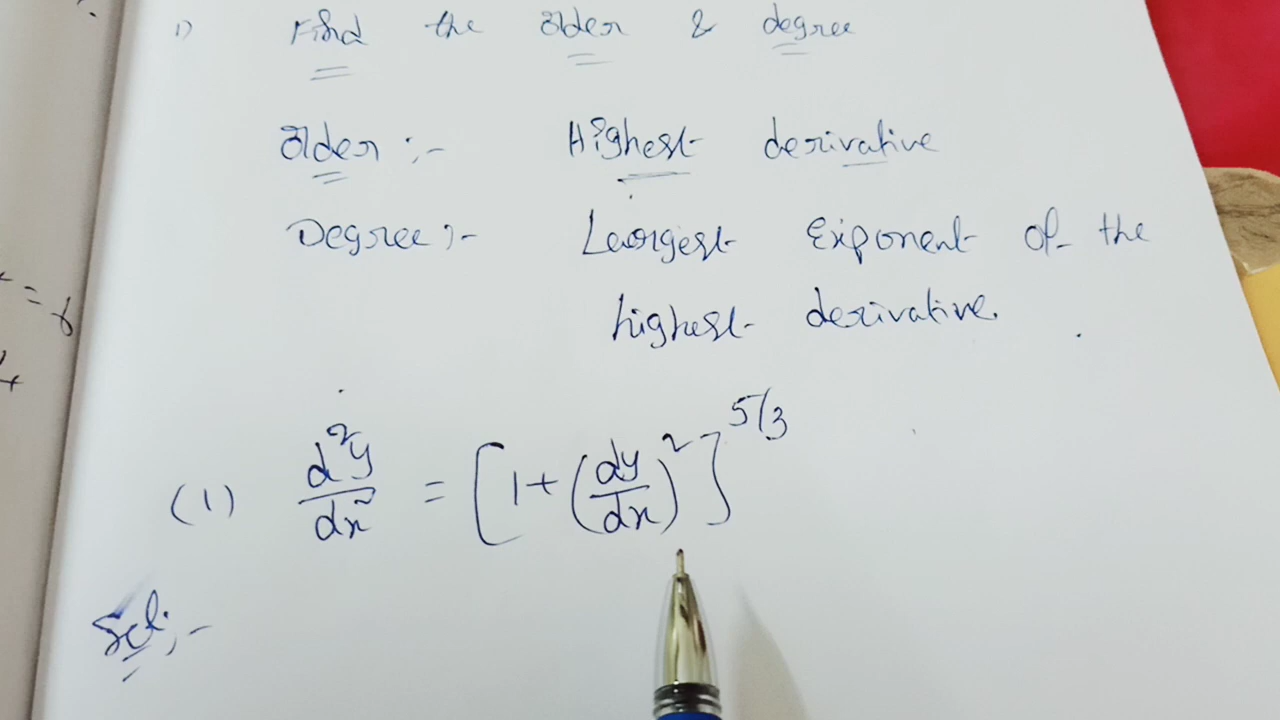 1) Find the order & degree
order :- Highest derivative
Degree :- Largest Exponent of the
highest derivative.
(1) d²y/dx² = [1+(dy/dx)²]^5/3
Sol:-